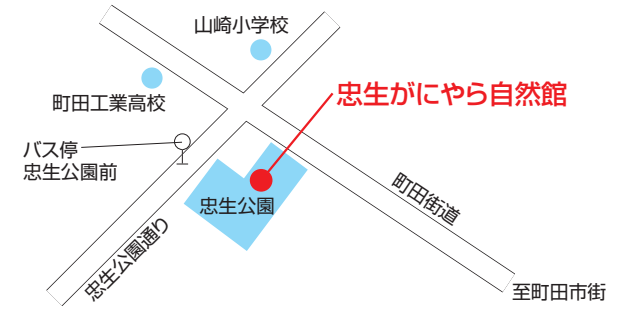 山崎小学校
町田工業高校
忠生がにやら自然館
バス停
忠生公園前
忠生公園
町田街道
忠生公園通り
至町田市街